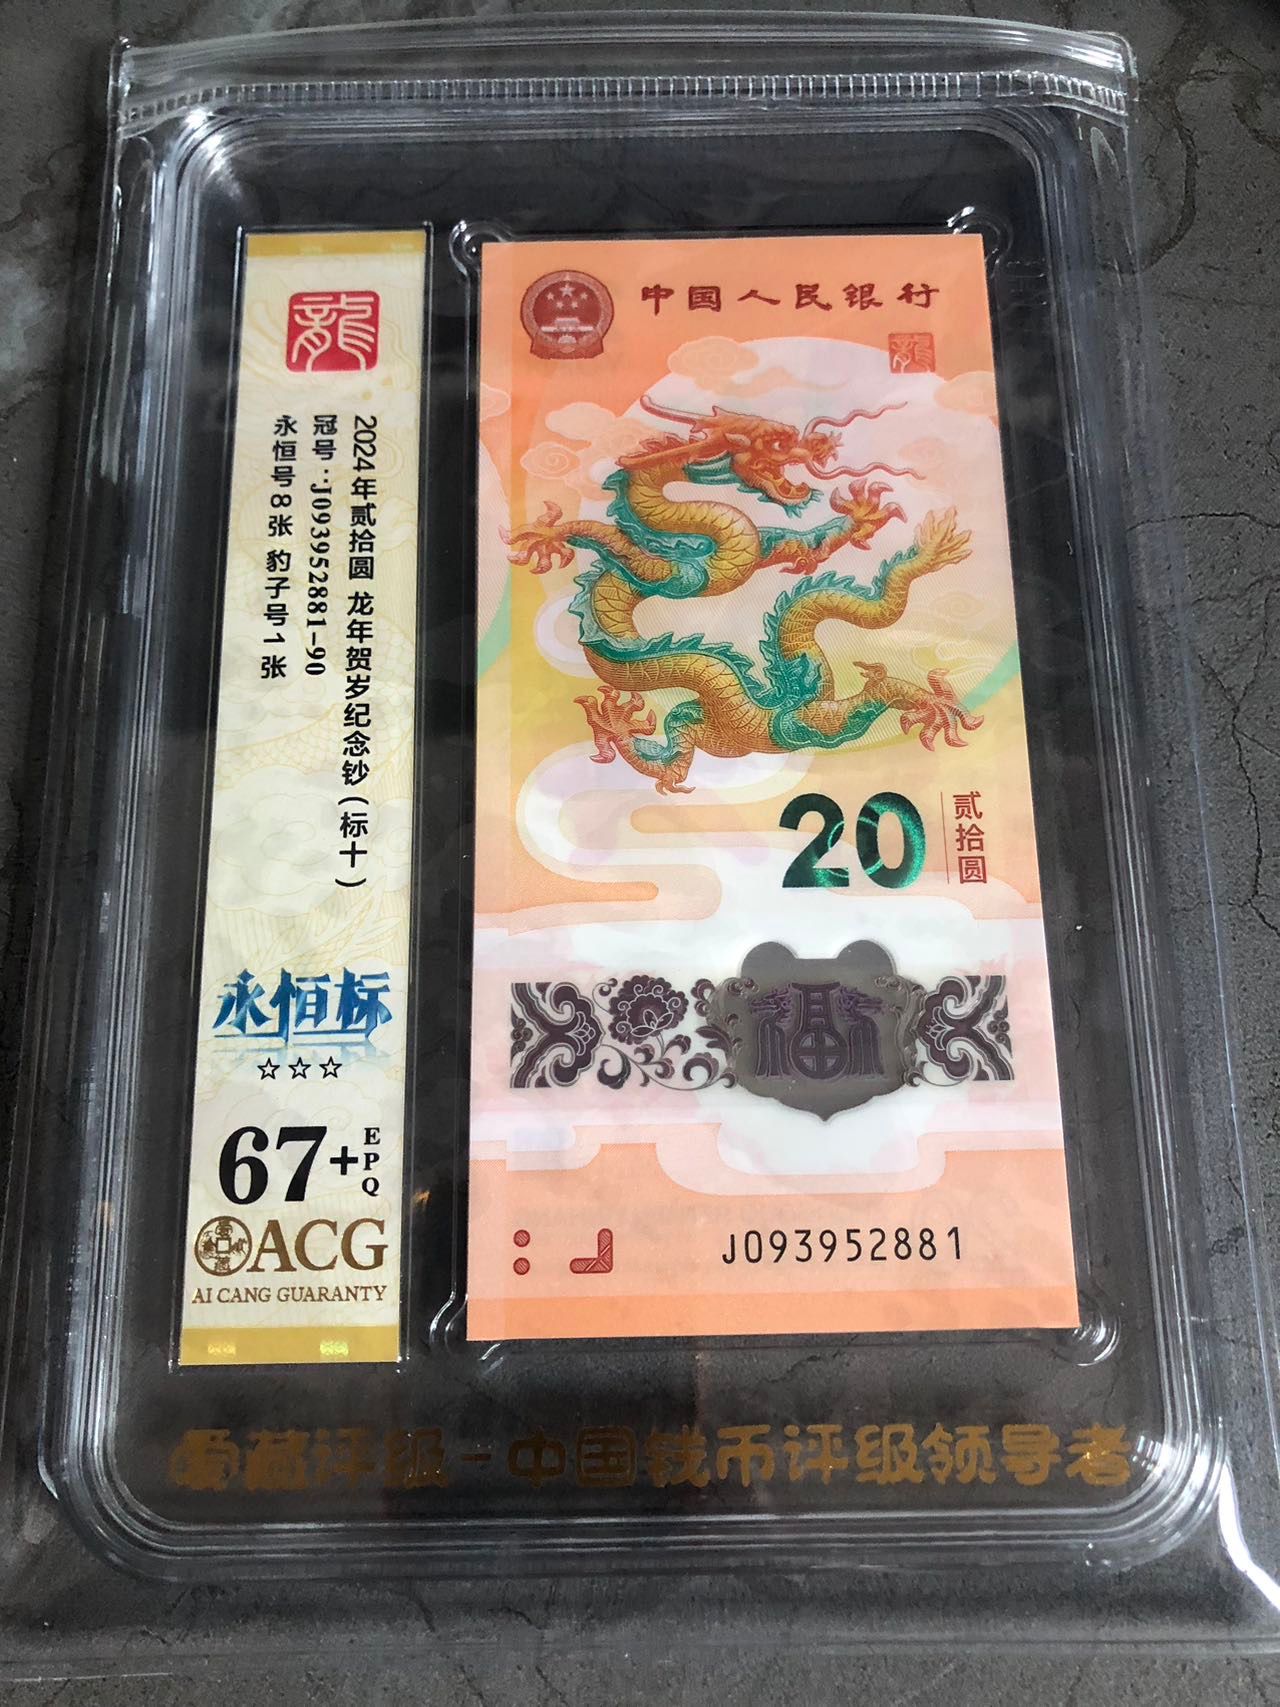 龍
2024年贰拾圆 龙年贺岁纪念钞(标十)
冠号:J093952881-90
永恒号8张 豹子号1张
永恒标
☆☆☆
67+EPQ
ACG
AI CANG GUARANTY
中国人民银行
龍
20
贰拾圆
福
J093952881
爱藏评级-中国钱币评级领导者